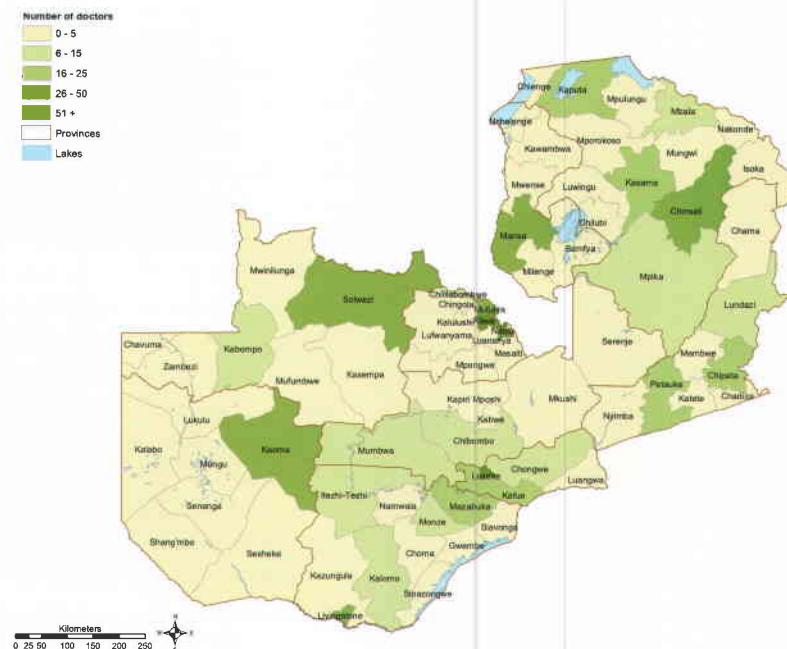 Number of doctors
0 - 5
6 - 15
16 - 25
26 - 50
51 +
Provinces
Lakes
Chienge
Kaputa
Mpulungu
Mbala
Nchelenge
Nakonde
Kawambwa
Mporokoso
Mungwi
Isoka
Kasama
Mwense
Luwingu
Chinsali
Chilubi
Chama
Mansa
Samfya
Mwinilunga
Milenge
Mpika
Solwezi
Lundazi
Chililabombwe
Chingola
Mufulira
Kalulushi
Ndola
Chavuma
Lufwanyama
Luanshya
Serenje
Kabompo
Masaiti
Mambwe
Zambezi
Mpongwe
Chipata
Kasempa
Mufumbwe
Petauke
Kapiri Mposhi
Mkushi
Katete
Chadiza
Lukulu
Kabwe
Nyimba
Kalabo
Kaoma
Mumbwa
Chibombo
Mongu
Chongwe
Luangwa
Itezhi-Tezhi
Kafue
Senanga
Namwala
Mazabuka
Monze
Siavonga
Shang'mbo
Sesheke
Choma
Gwembe
Kazungula
Kalomo
Sinazongwe
Livingstone
Kilometers
0 25 50 100 150 200 250